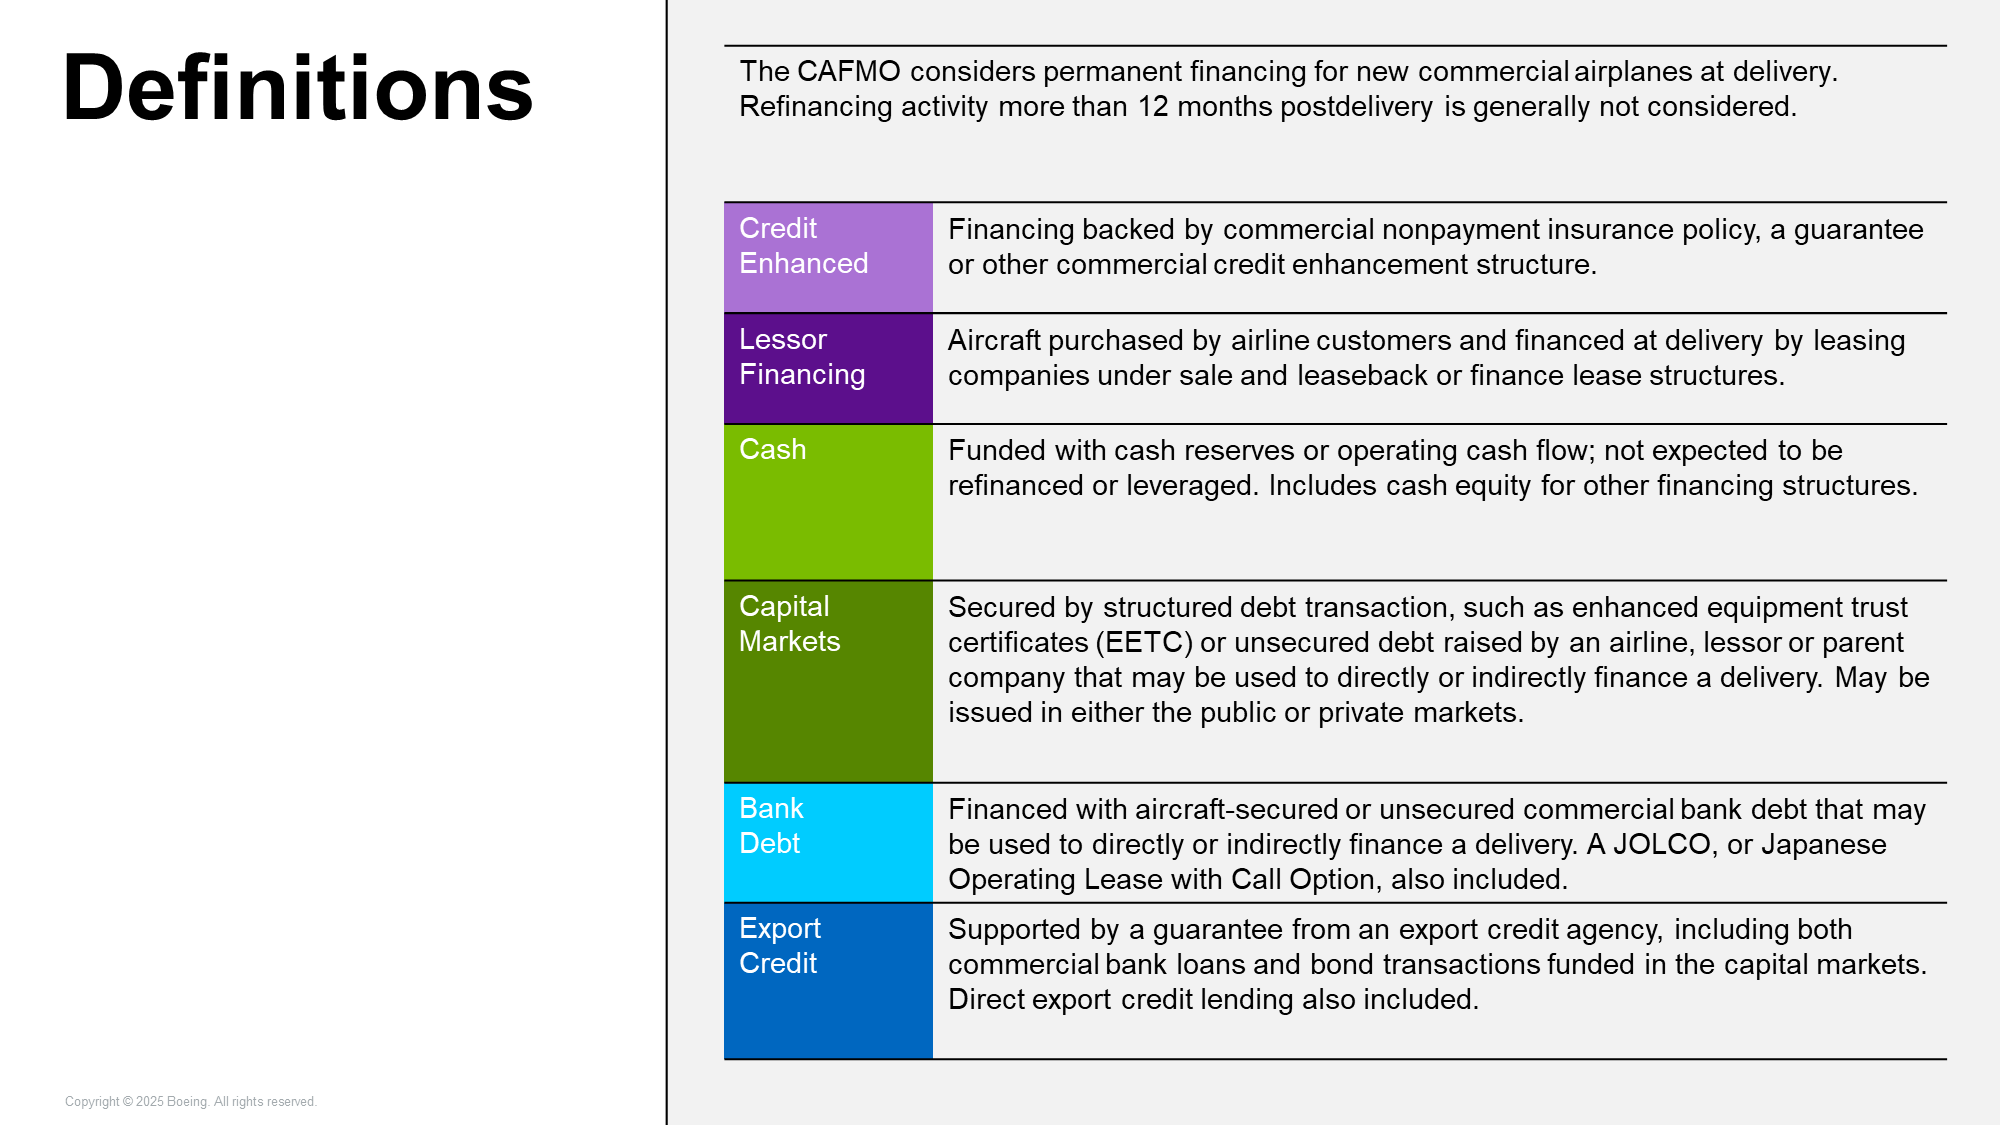 Definitions
The CAFMO considers permanent financing for new commercial airplanes at delivery.
Refinancing activity more than 12 months postdelivery is generally not considered.
Credit
Enhanced
Financing backed by commercial nonpayment insurance policy, a guarantee
or other commercial credit enhancement structure.
Lessor
Financing
Aircraft purchased by airline customers and financed at delivery by leasing
companies under sale and leaseback or finance lease structures.
Cash
Funded with cash reserves or operating cash flow; not expected to be
refinanced or leveraged. Includes cash equity for other financing structures.
Capital
Markets
Secured by structured debt transaction, such as enhanced equipment trust
certificates (EETC) or unsecured debt raised by an airline, lessor or parent
company that may be used to directly or indirectly finance a delivery. May be
issued in either the public or private markets.
Bank
Debt
Financed with aircraft-secured or unsecured commercial bank debt that may
be used to directly or indirectly finance a delivery. A JOLCO, or Japanese
Operating Lease with Call Option, also included.
Export
Credit
Supported by a guarantee from an export credit agency, including both
commercial bank loans and bond transactions funded in the capital markets.
Direct export credit lending also included.
Copyright © 2025 Boeing. All rights reserved.